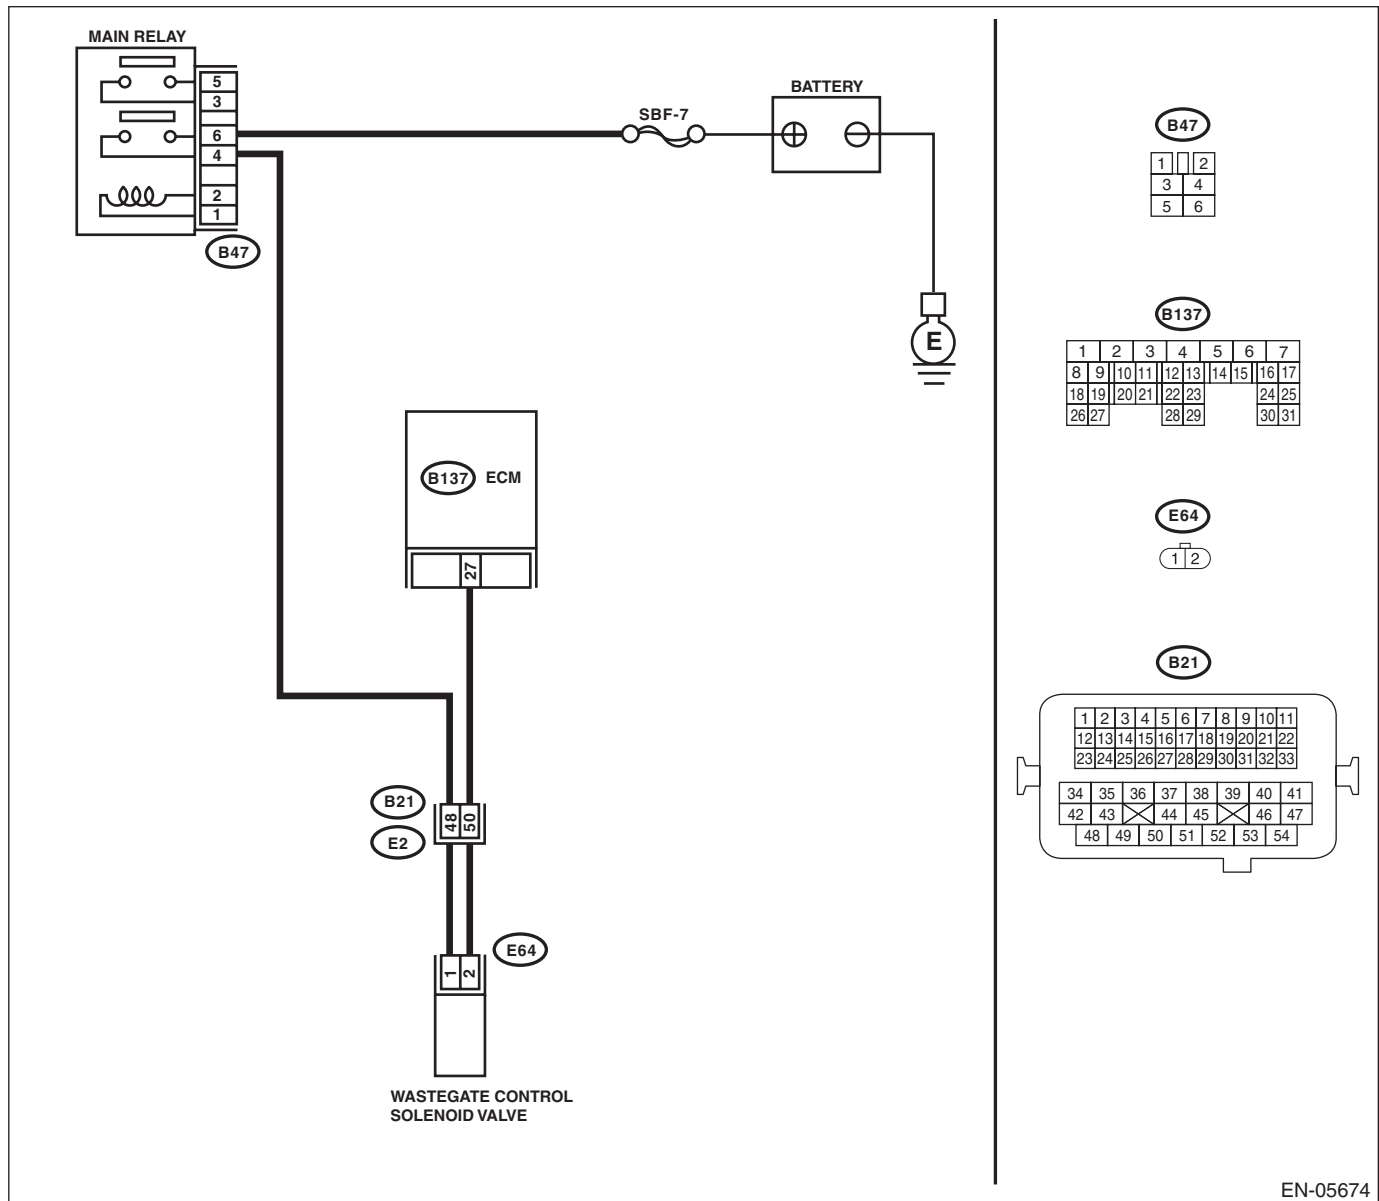 MAIN RELAY
5
3
6
4
2
1
B47
SBF-7
BATTERY
E
B137 ECM
27
B21
E2
48 50
E64
1 2
WASTEGATE CONTROL
SOLENOID VALVE
B47
1 2
3 4
5 6
B137
1 2 3 4 5 6 7
8 9 10 11 12 13 14 15 16 17
18 19 20 21 22 23 24 25
26 27 28 29 30 31
E64
1 2
B21
1 2 3 4 5 6 7 8 9 10 11
12 13 14 15 16 17 18 19 20 21 22
23 24 25 26 27 28 29 30 31 32 33
34 35 36 37 38 39 40 41
42 43 44 45 46 47
48 49 50 51 52 53 54
EN-05674